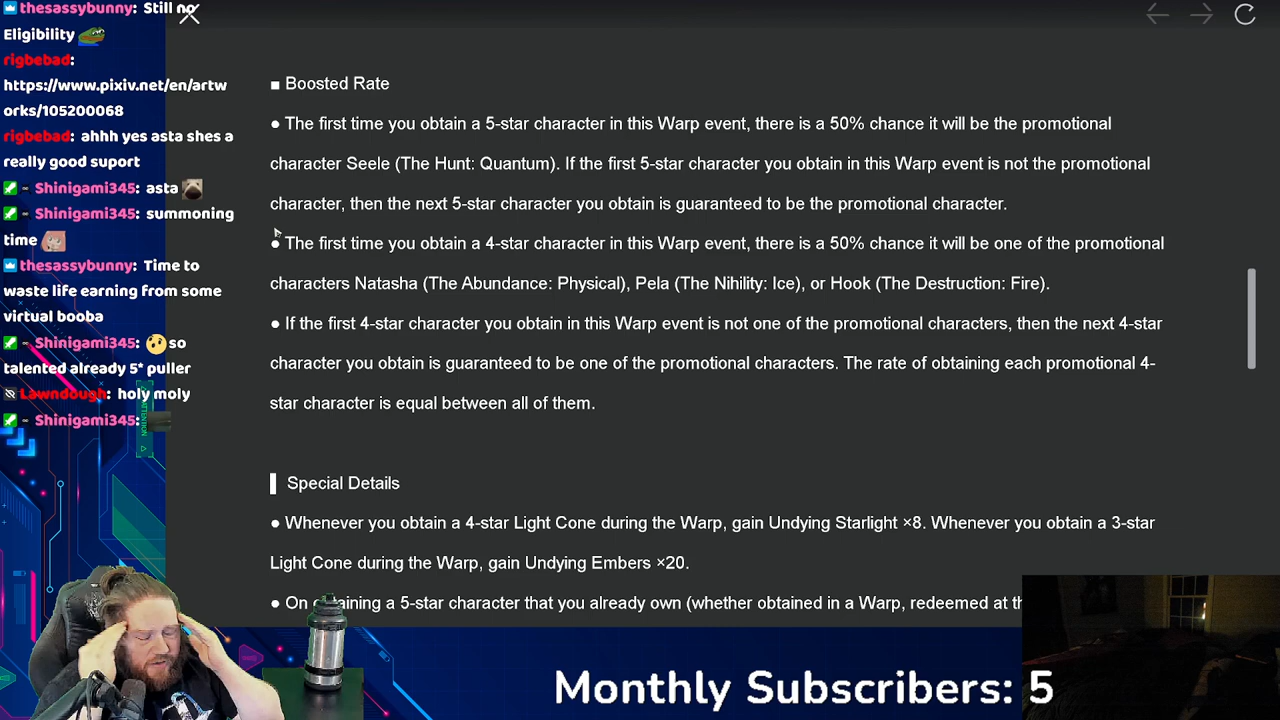 thesassybunny: Still no
Eligibility
rigbebad:
https://www.pixiv.net/en/artw
orks/105200068
rigbebad: ahhh yes asta shes a
really good suport
Shinigami345: asta
Shinigami345: summoning
time
thesassybunny: Time to
waste life earning from some
virtual booba
Shinigami345: so
talented already 5* puller
Lawndough: holy moly
Shinigami345:
■ Boosted Rate
● The first time you obtain a 5-star character in this Warp event, there is a 50% chance it will be the promotional
character Seele (The Hunt: Quantum). If the first 5-star character you obtain in this Warp event is not the promotional
character, then the next 5-star character you obtain is guaranteed to be the promotional character.
● The first time you obtain a 4-star character in this Warp event, there is a 50% chance it will be one of the promotional
characters Natasha (The Abundance: Physical), Pela (The Nihility: Ice), or Hook (The Destruction: Fire).
● If the first 4-star character you obtain in this Warp event is not one of the promotional characters, then the next 4-star
character you obtain is guaranteed to be one of the promotional characters. The rate of obtaining each promotional 4-
star character is equal between all of them.
Special Details
● Whenever you obtain a 4-star Light Cone during the Warp, gain Undying Starlight ×8. Whenever you obtain a 3-star
Light Cone during the Warp, gain Undying Embers ×20.
● On obtaining a 5-star character that you already own (whether obtained in a Warp, redeemed at
Monthly Subscribers: 5